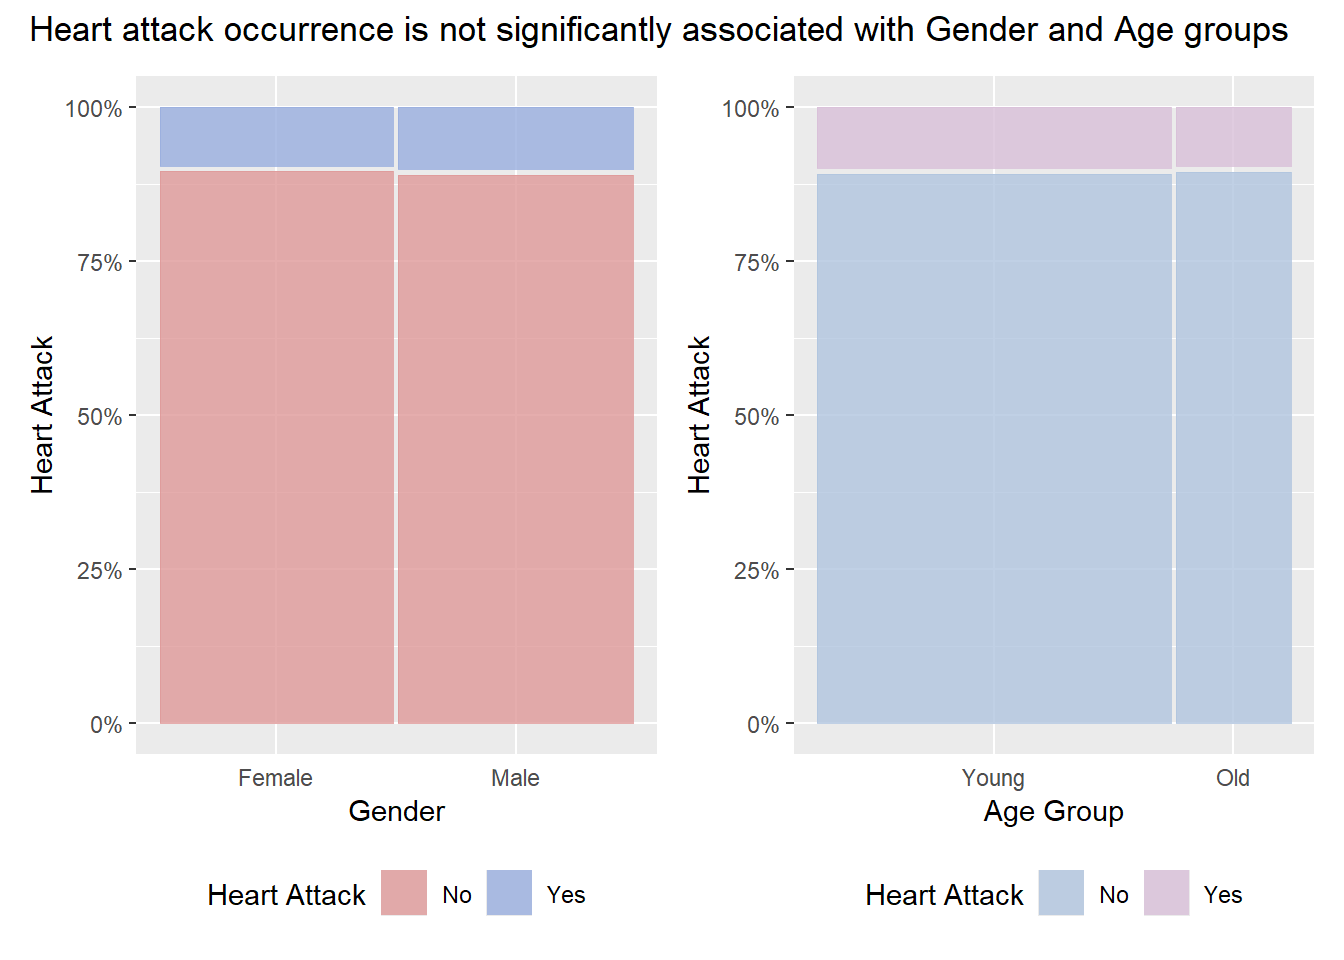 Heart attack occurrence is not significantly associated with Gender and Age groups
100%
75%
50%
25%
0%
Heart Attack
Female Male
Gender
Heart Attack No Yes
100%
75%
50%
25%
0%
Heart Attack
Young Old
Age Group
Heart Attack No Yes